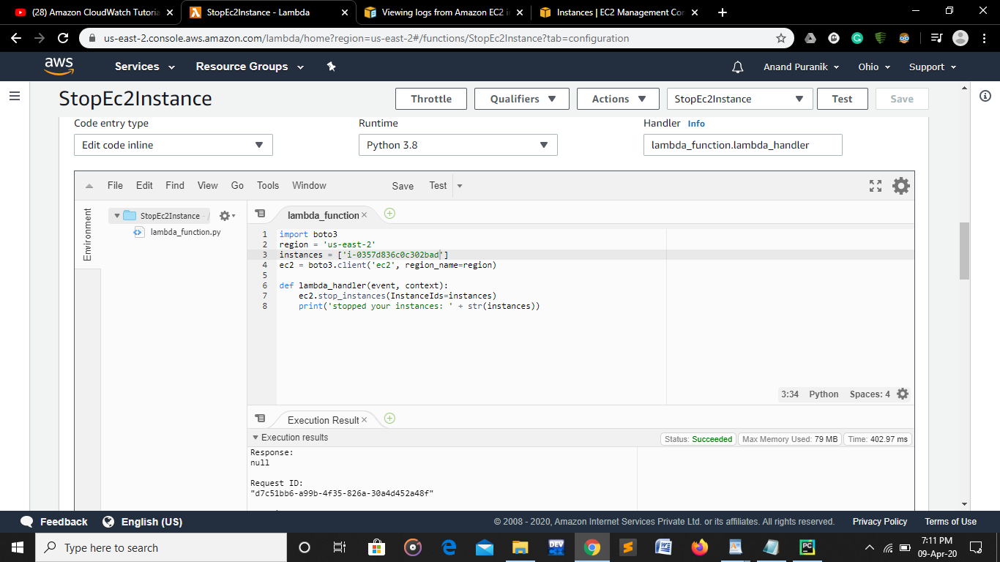 (28) Amazon CloudWatch Tutoria
StopEc2Instance - Lambda
Viewing logs from Amazon EC2 i
Instances | EC2 Management Co
us-east-2.console.aws.amazon.com/lambda/home?region=us-east-2#/functions/StopEc2Instance?tab=configuration
aws
Services
Resource Groups
Anand Puranik
Ohio
Support
StopEc2Instance
Throttle
Qualifiers
Actions
StopEc2Instance
Test
Save
Code entry type
Runtime
Handler Info
Edit code inline
Python 3.8
lambda_function.lambda_handler
File Edit Find View Go Tools Window Save Test
Environment
StopEc2Instance - /
lambda_function.py
lambda_function
1 import boto3
2 region = 'us-east-2'
3 instances = ['i-0357d836c0c302bad']
4 ec2 = boto3.client('ec2', region_name=region)
5
6 def lambda_handler(event, context):
7 ec2.stop_instances(InstanceIds=instances)
8 print('stopped your instances: ' + str(instances))
3:34 Python Spaces: 4
Execution Result
Execution results
Status: Succeeded
Max Memory Used: 79 MB
Time: 402.97 ms
Response:
null
Request ID:
"d7c51bb6-a99b-4f35-826a-30a4d452a48f"
Feedback
English (US)
© 2008 - 2020, Amazon Internet Services Private Ltd. or its affiliates. All rights reserved.
Privacy Policy
Terms of Use
Type here to search
DEV
PC
7:11 PM
09-Apr-20